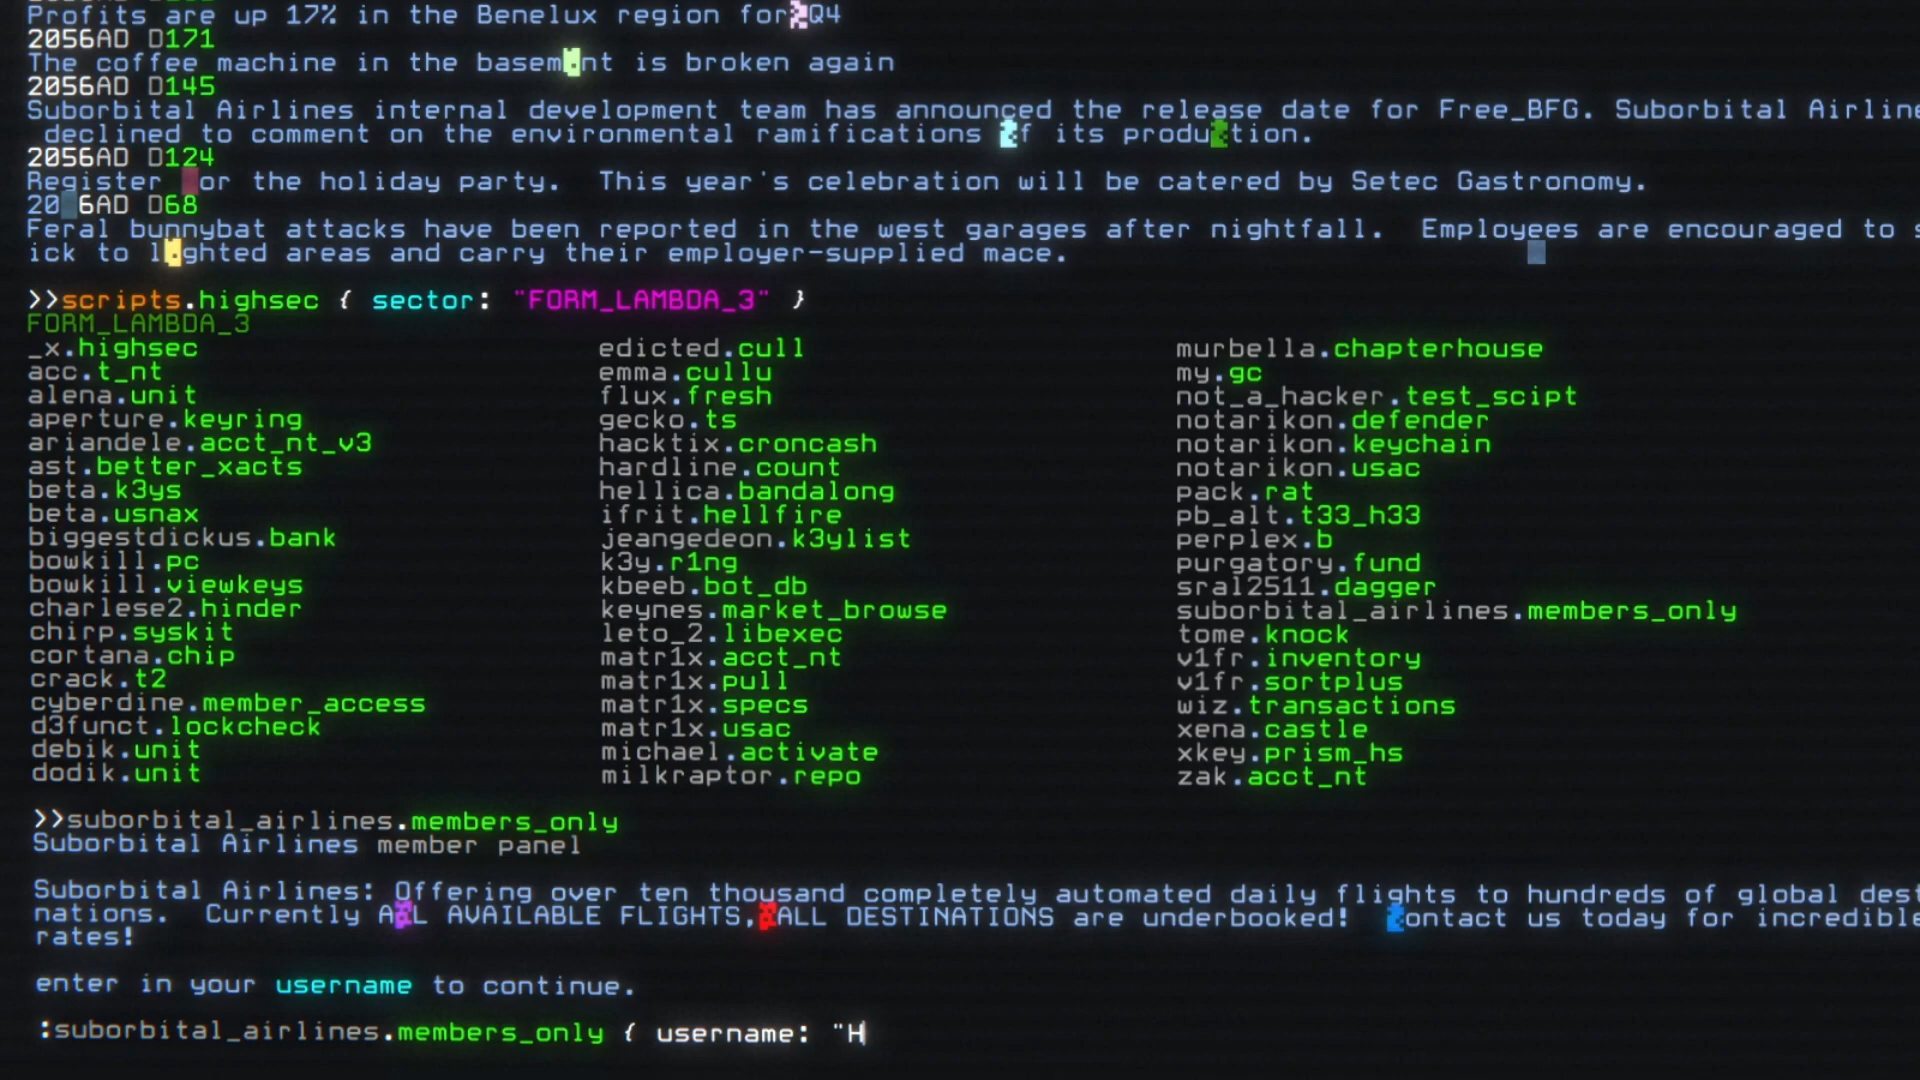 Profits are up 17% in the Benelux region for Q4
2056AD D171
The coffee machine in the basem nt is broken again
2056AD D145
Suborbital Airlines internal development team has announced the release date for Free_BFG. Suborbital Airline
declined to comment on the environmental ramifications f its produ tion.
2056AD D124
Register or the holiday party. This year's celebration will be catered by Setec Gastronomy.
20 6AD D68
Feral bunnybat attacks have been reported in the west garages after nightfall. Employees are encouraged to s
ick to l ghted areas and carry their employer-supplied mace.
>>scripts.highsec { sector: "FORM_LAMBDA_3" }
FORM_LAMBDA_3
_x.highsec edicted.cull murbella.chapterhouse
acc.t_nt emma.cullu my.gc
alena.unit flux.fresh not_a_hacker.test_scipt
aperture.keyring gecko.ts notarikon.defender
ariandele.acct_nt_v3 hacktix.croncash notarikon.keychain
ast.better_xacts hardline.count notarikon.usac
beta.k3ys hellica.bandalong pack.rat
beta.usnax ifrit.hellfire pb_alt.t33_h33
biggestdickus.bank jeangedeon.k3ylist perplex.b
bowkill.pc k3y.r1ng purgatory.fund
bowkill.viewkeys kbeeb.bot_db sral2511.dagger
charlese2.hinder keynes.market_browse suborbital_airlines.members_only
chirp.syskit leto_2.libexec tome.knock
cortana.chip matr1x.acct_nt v1fr.inventory
crack.t2 matr1x.pull v1fr.sortplus
cyberdine.member_access matr1x.specs wiz.transactions
d3funct.lockcheck matr1x.usac xena.castle
debik.unit michael.activate xkey.prism_hs
dodik.unit milkraptor.repo zak.acct_nt
>>suborbital_airlines.members_only
Suborbital Airlines member panel
Suborbital Airlines: Offering over ten thousand completely automated daily flights to hundreds of global dest
nations. Currently A L AVAILABLE FLIGHTS, ALL DESTINATIONS are underbooked! ontact us today for incredible
rates!
enter in your username to continue.
:suborbital_airlines.members_only { username: "H